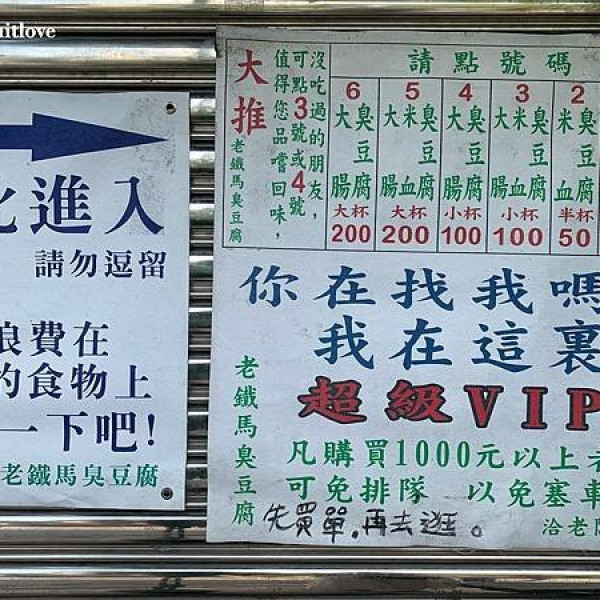 uitlove
進入
請勿逗留
費在
食物上
一下吧!
老鐵馬臭豆腐
大推
老鐵馬臭豆腐
沒吃過的朋友,
可點3號或4號
值得您品嘗回味,
請點號碼
6 5 4 3 2
大腸 臭豆腐 大杯 200
大腸 米血 臭豆腐 大杯 200
大腸 臭豆腐 小杯 100
大腸 米血 臭豆腐 小杯 100
米血 臭豆腐 半杯 50
你在找我嗎
我在這裏
超級VIP
老鐵馬臭豆腐
凡購買1000元以上
可免排隊 以免塞車
先買單,再去逛。
洽老